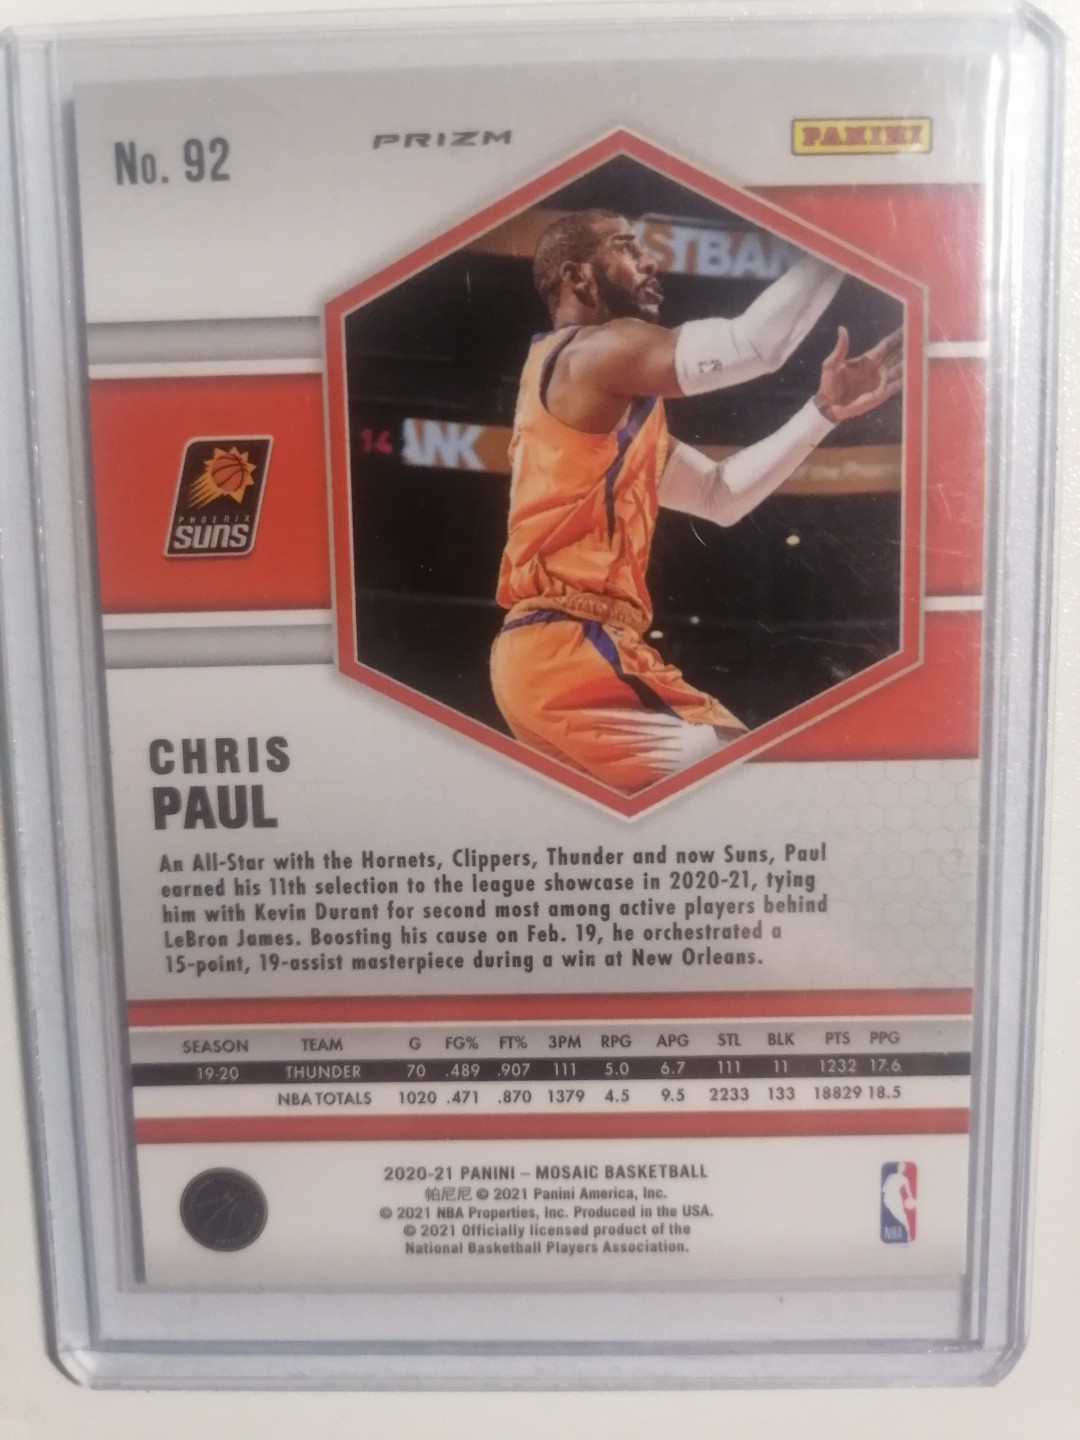 No. 92
PRIZM
PANINI
STBAN
14 ANK
PHOENIX
SUNS
CHRIS
PAUL
An All-Star with the Hornets, Clippers, Thunder and now Suns, Paul
earned his 11th selection to the league showcase in 2020-21, tying
him with Kevin Durant for second most among active players behind
LeBron James. Boosting his cause on Feb. 19, he orchestrated a
15-point, 19-assist masterpiece during a win at New Orleans.
SEASON TEAM G FG% FT% 3PM RPG APG STL BLK PTS PPG
19-20 THUNDER 70 .489 .907 111 5.0 6.7 111 11 1232 17.6
NBA TOTALS 1020 .471 .870 1379 4.5 9.5 2233 133 18829 18.5
2020-21 PANINI – MOSAIC BASKETBALL
帕尼尼 © 2021 Panini America, Inc.
© 2021 NBA Properties, Inc. Produced in the USA.
© 2021 Officially licensed product of the
National Basketball Players Association.
NBA